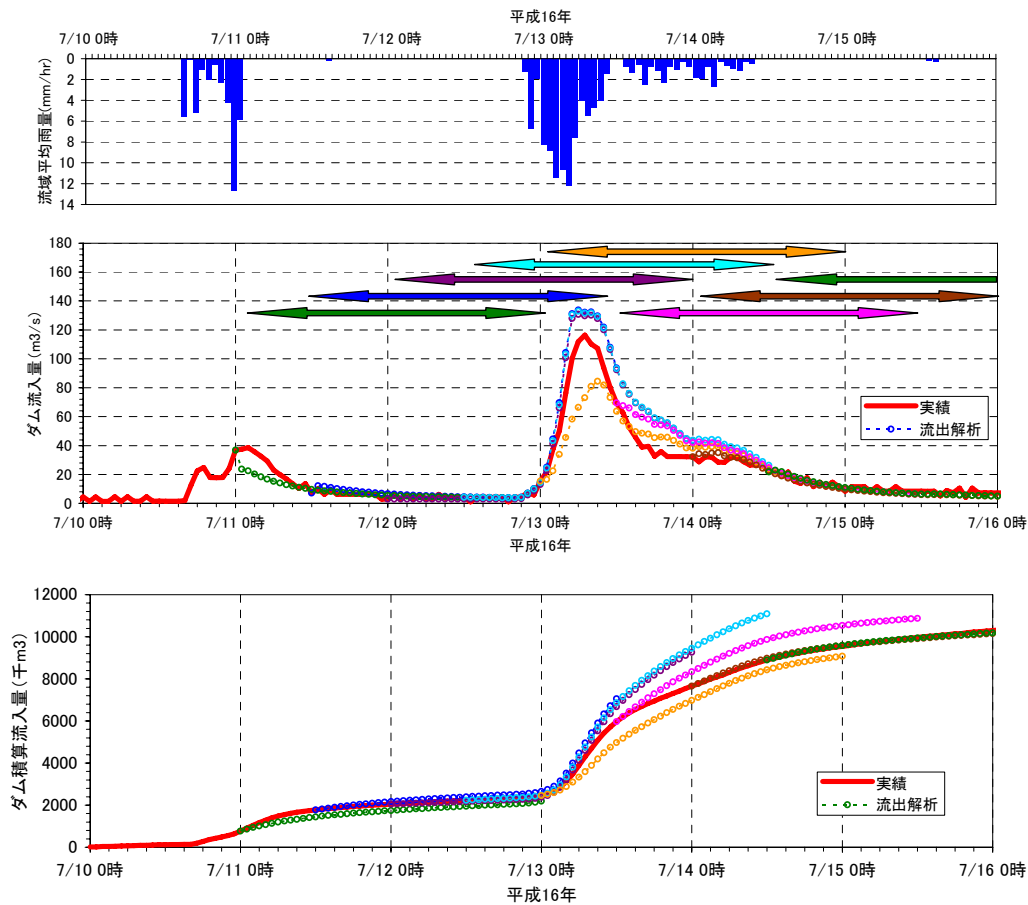 平成16年
7/10 0時 7/11 0時 7/12 0時 7/13 0時 7/14 0時 7/15 0時
流域平均雨量(mm/hr)
0
2
4
6
8
10
12
14
ダム流入量(m3/s)
180
160
140
120
100
80
60
40
20
0
実績
流出解析
7/10 0時 7/11 0時 7/12 0時 7/13 0時 7/14 0時 7/15 0時 7/16 0時
平成16年
ダム積算流入量(千m3)
12000
10000
8000
6000
4000
2000
0
実績
流出解析
7/10 0時 7/11 0時 7/12 0時 7/13 0時 7/14 0時 7/15 0時 7/16 0時
平成16年